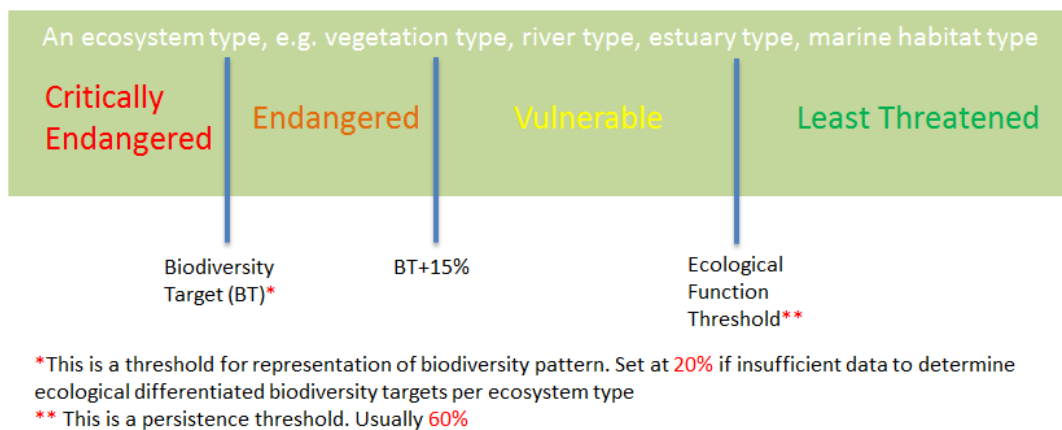 An ecosystem type, e.g. vegetation type, river type, estuary type, marine habitat type
Critically
Endangered
Endangered
Vulnerable
Least Threatened
Biodiversity
Target (BT)*
BT+15%
Ecological
Function
Threshold**
*This is a threshold for representation of biodiversity pattern. Set at 20% if insufficient data to determine
ecological differentiated biodiversity targets per ecosystem type
** This is a persistence threshold. Usually 60%